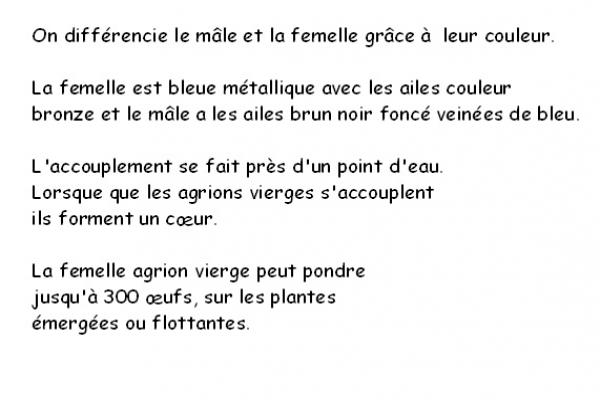 On différencie le mâle et la femelle grâce à leur couleur.
La femelle est bleue métallique avec les ailes couleur
bronze et le mâle a les ailes brun noir foncé veinées de bleu.
L'accouplement se fait près d'un point d'eau.
Lorsque que les agrions vierges s'accouplent
ils forment un cœur.
La femelle agrion vierge peut pondre
jusqu'à 300 œufs, sur les plantes
émergées ou flottantes.